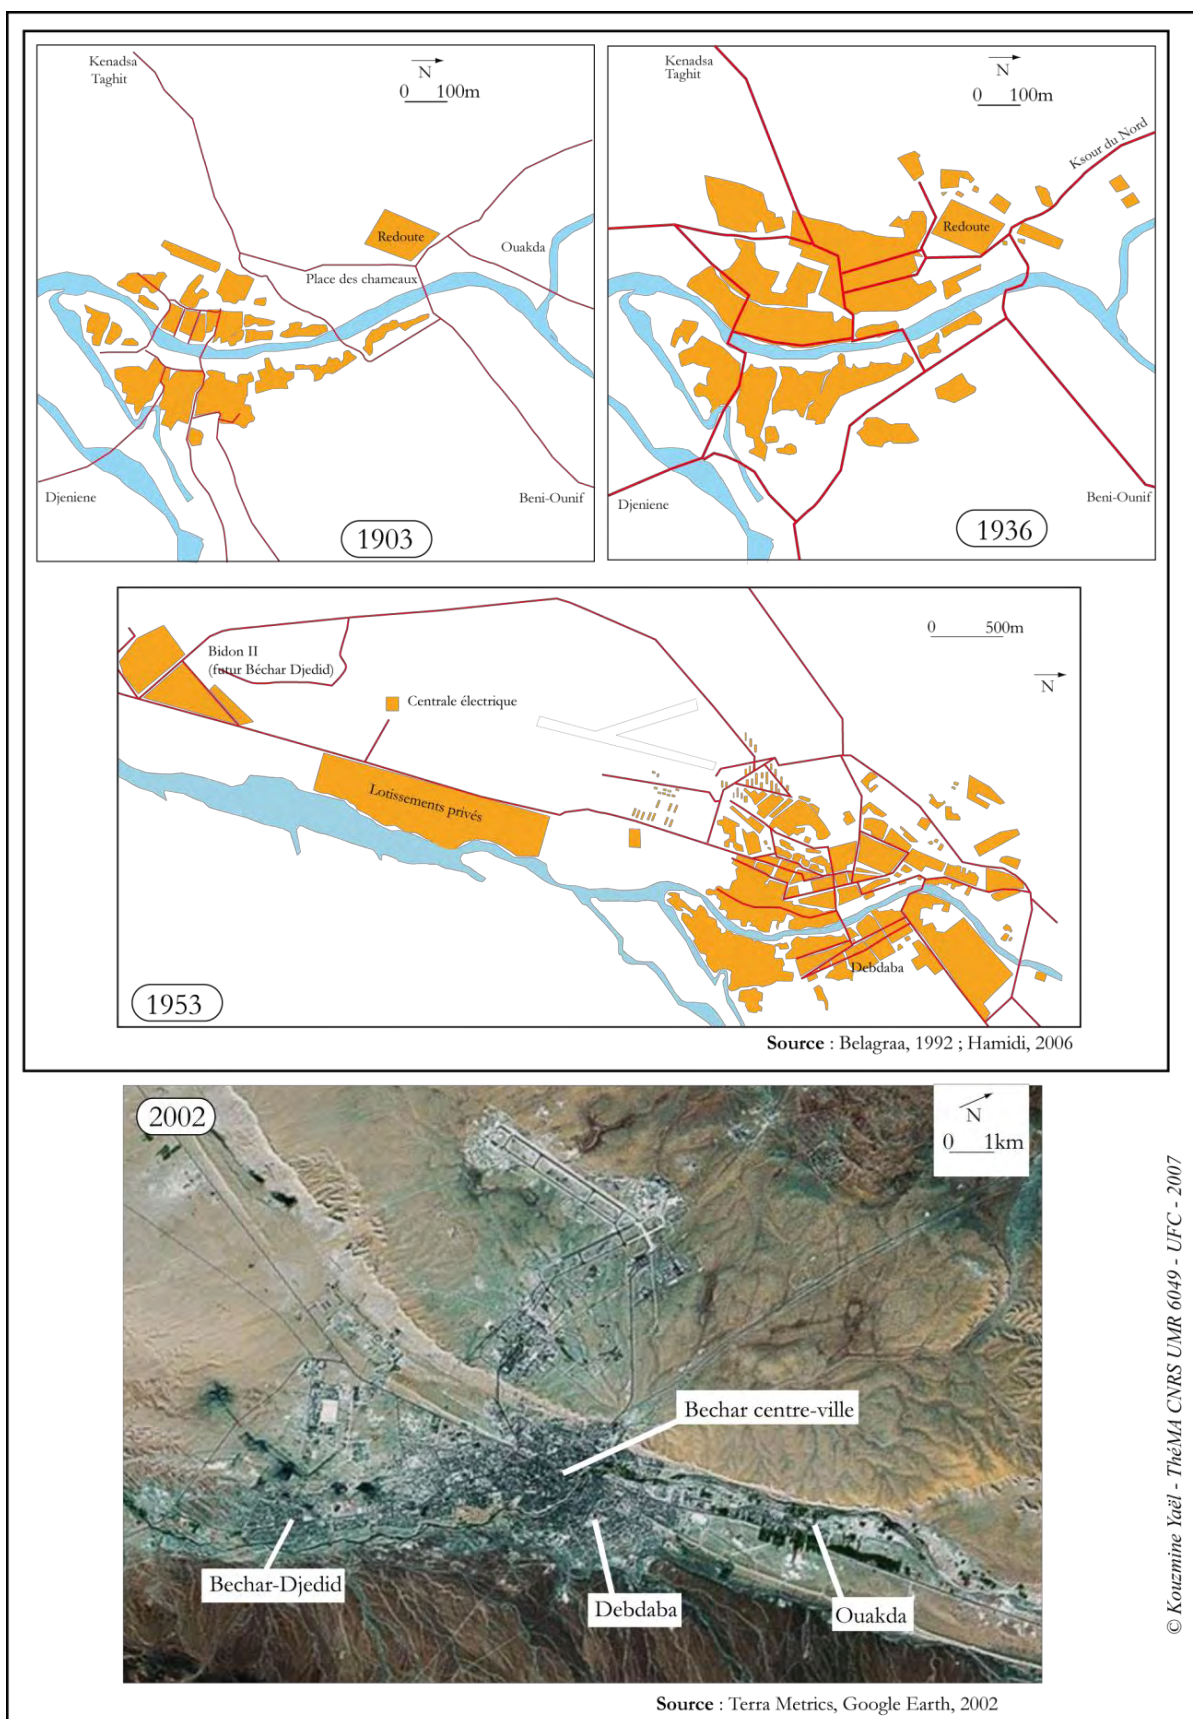 Kenadsa
Taghit
N
0 100m
Redoute
Ouakda
Place des chameaux
Djeniene
Beni-Ounif
1903
Kenadsa
Taghit
N
0 100m
Ksour du Nord
Redoute
Djeniene
Beni-Ounif
1936
Bidon II
(futur Béchar Djedid)
0 500m
N
Centrale électrique
Lotissements privés
Debdaba
1953
Source : Belagraa, 1992 ; Hamidi, 2006
2002
N
0 1km
Bechar centre-ville
Bechar-Djedid
Debdaba
Ouakda
Source : Terra Metrics, Google Earth, 2002
© Kouzmine Yaël - ThéMA CNRS UMR 6049 - UFC - 2007